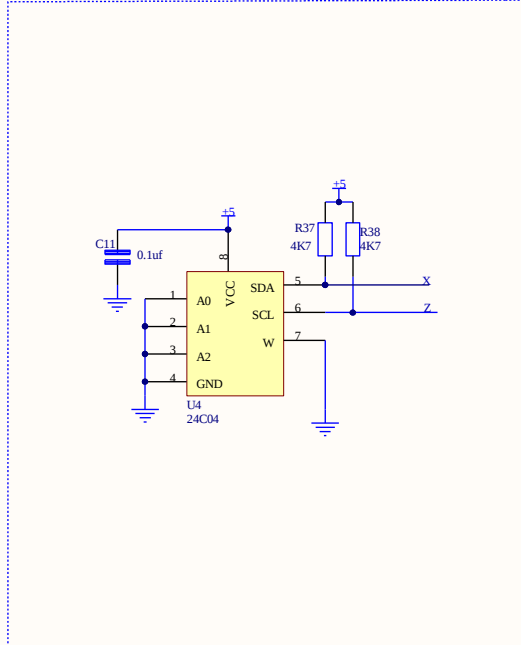 +5
+5
R37
R38
C11
4K7
4K7
0.1uf
8
VCC
5
SDA
X
1
A0
6
SCL
Z
2
A1
7
W
3
A2
4
GND
U4
24C04